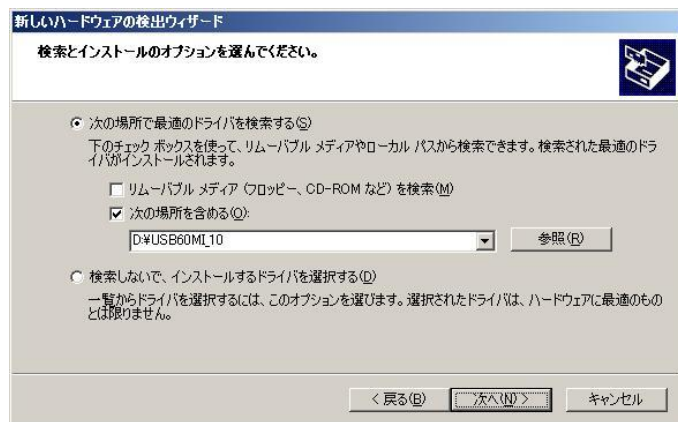 新しいハードウェアの検出ウィザード
検索とインストールのオプションを選んでください。
次の場所で最適のドライバを検索する(S)
下のチェック ボックスを使って、リムーバブル メディアやローカル パスから検索できます。検索された最適のドラ
イバがインストールされます。
リムーバブル メディア (フロッピー、CD-ROM など) を検索(M)
次の場所を含める(O):
D:¥USB60MI_10
参照(R)
検索しないで、インストールするドライバを選択する(D)
一覧からドライバを選択するには、このオプションを選びます。選択されたドライバは、ハードウェアに最適のもの
とは限りません。
< 戻る(B)
次へ(N) >
キャンセル